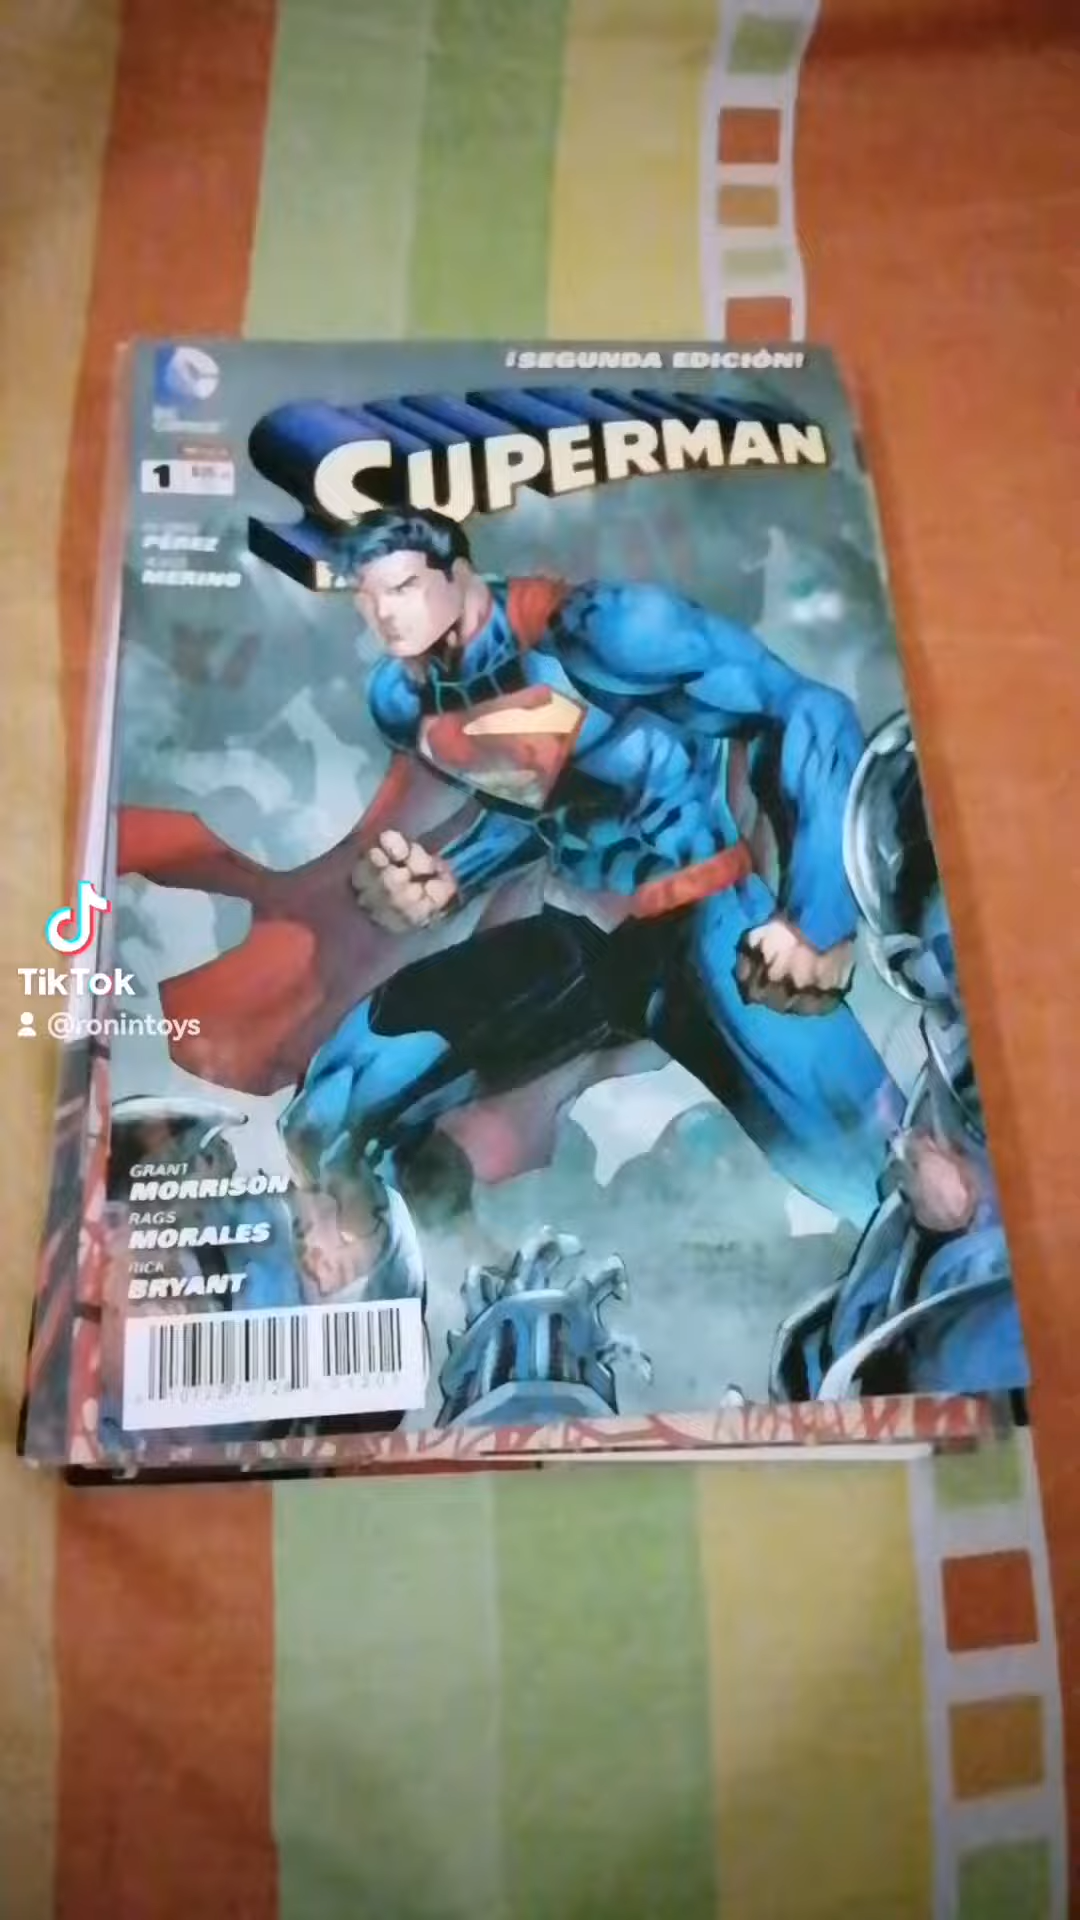 ¡SEGUNDA EDICIÓN!
SUPERMAN
1
PÉREZ
MERINO
TikTok
@ronintoys
GRANT
MORRISON
RAGS
MORALES
RICK
BRYANT